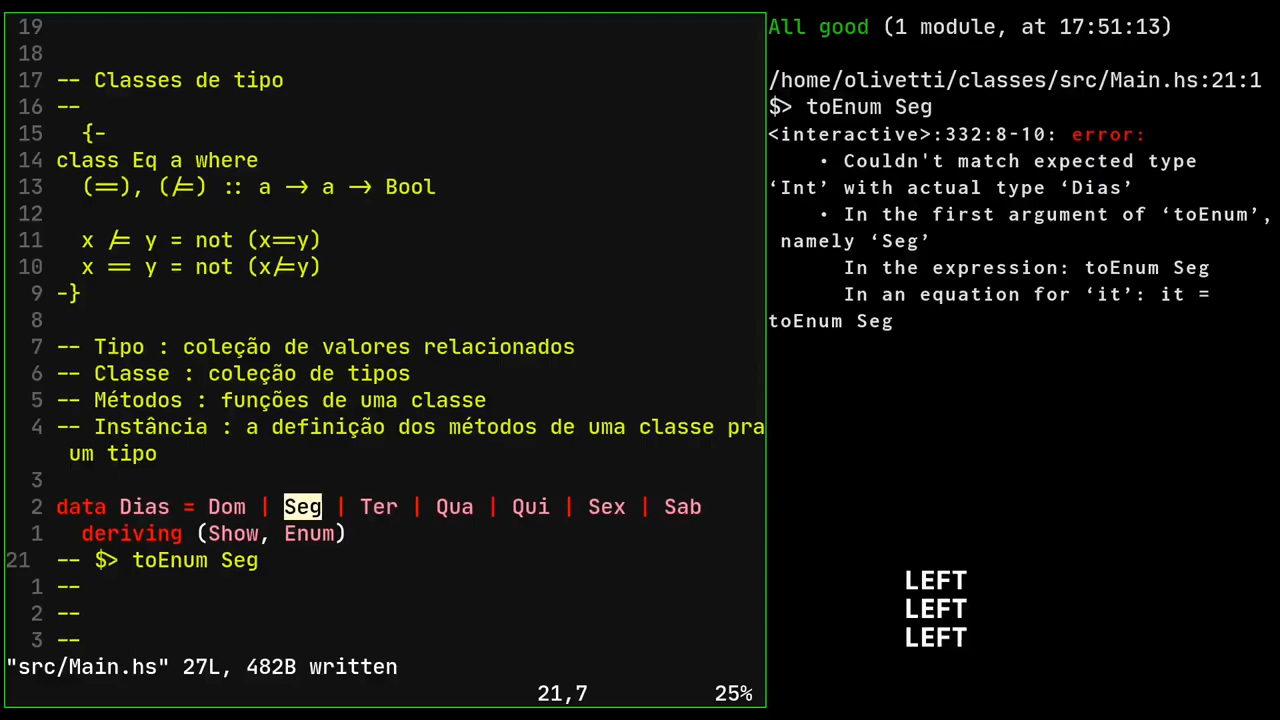 19
18
17 -- Classes de tipo
16 --
15   {-
14 class Eq a where
13   (==), (/=) :: a -> a -> Bool
12
11   x /= y = not (x==y)
10   x == y = not (x/=y)
9 -}
8
7 -- Tipo : coleção de valores relacionados
6 -- Classe : coleção de tipos
5 -- Métodos : funções de uma classe
4 -- Instância : a definição dos métodos de uma classe pra
um tipo
3
2 data Dias = Dom | Seg | Ter | Qua | Qui | Sex | Sab
1   deriving (Show, Enum)
21 -- $> toEnum Seg
1 --
2 --
3 --
"src/Main.hs" 27L, 482B written
21,7 25%
All good (1 module, at 17:51:13)
/home/olivetti/classes/src/Main.hs:21:1
$> toEnum Seg
<interactive>:332:8-10: error:
• Couldn't match expected type
‘Int’ with actual type ‘Dias’
• In the first argument of ‘toEnum’,
namely ‘Seg’
In the expression: toEnum Seg
In an equation for ‘it’: it =
toEnum Seg
LEFT
LEFT
LEFT